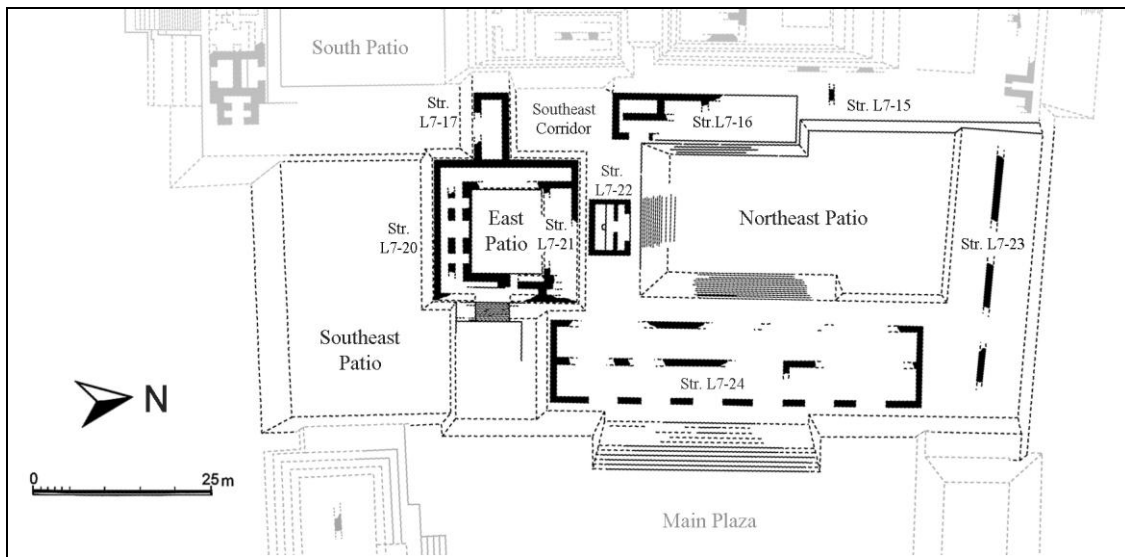 South Patio
Str.
L7-17
Southeast
Corridor
Str.L7-16
Str. L7-15
Str.
L7-22
Str.
L7-20
East
Patio
Str.
L7-21
Northeast Patio
Str. L7-23
Southeast
Patio
Str. L7-24
N
0
25 m
Main Plaza